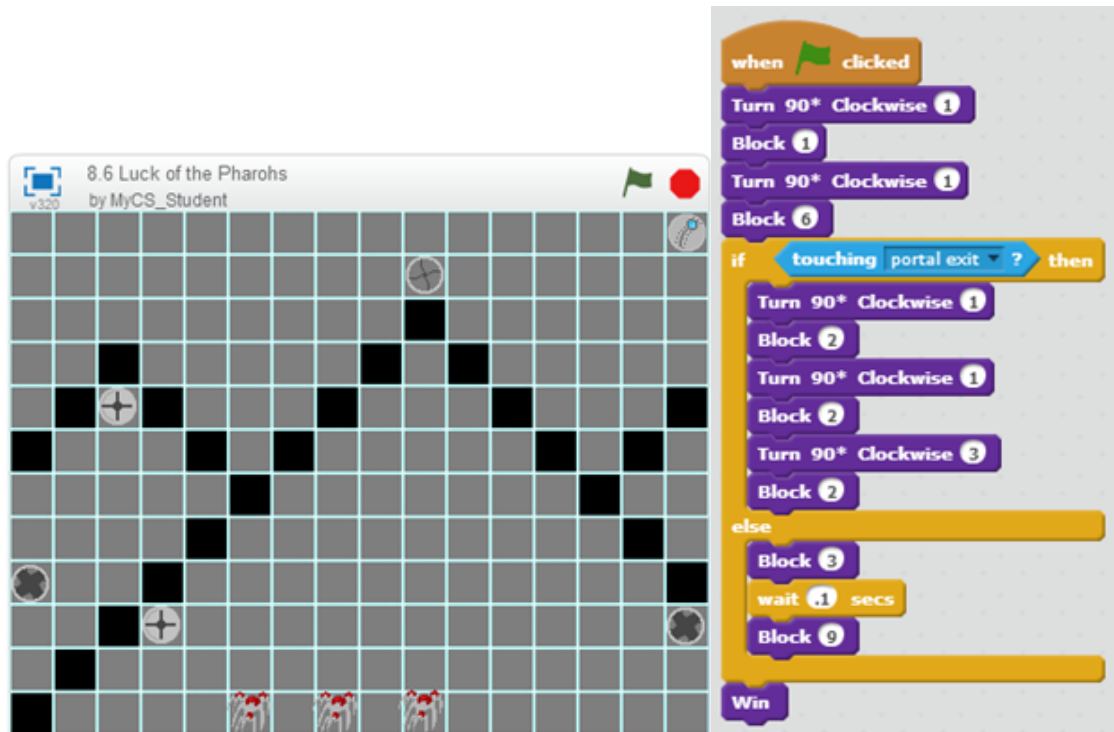 8.6 Luck of the Pharohs
by MyCS_Student
v320
when clicked
Turn 90* Clockwise 1
Block 1
Turn 90* Clockwise 1
Block 6
if touching portal exit ? then
Turn 90* Clockwise 1
Block 2
Turn 90* Clockwise 1
Block 2
Turn 90* Clockwise 3
Block 2
else
Block 3
wait .1 secs
Block 9
Win